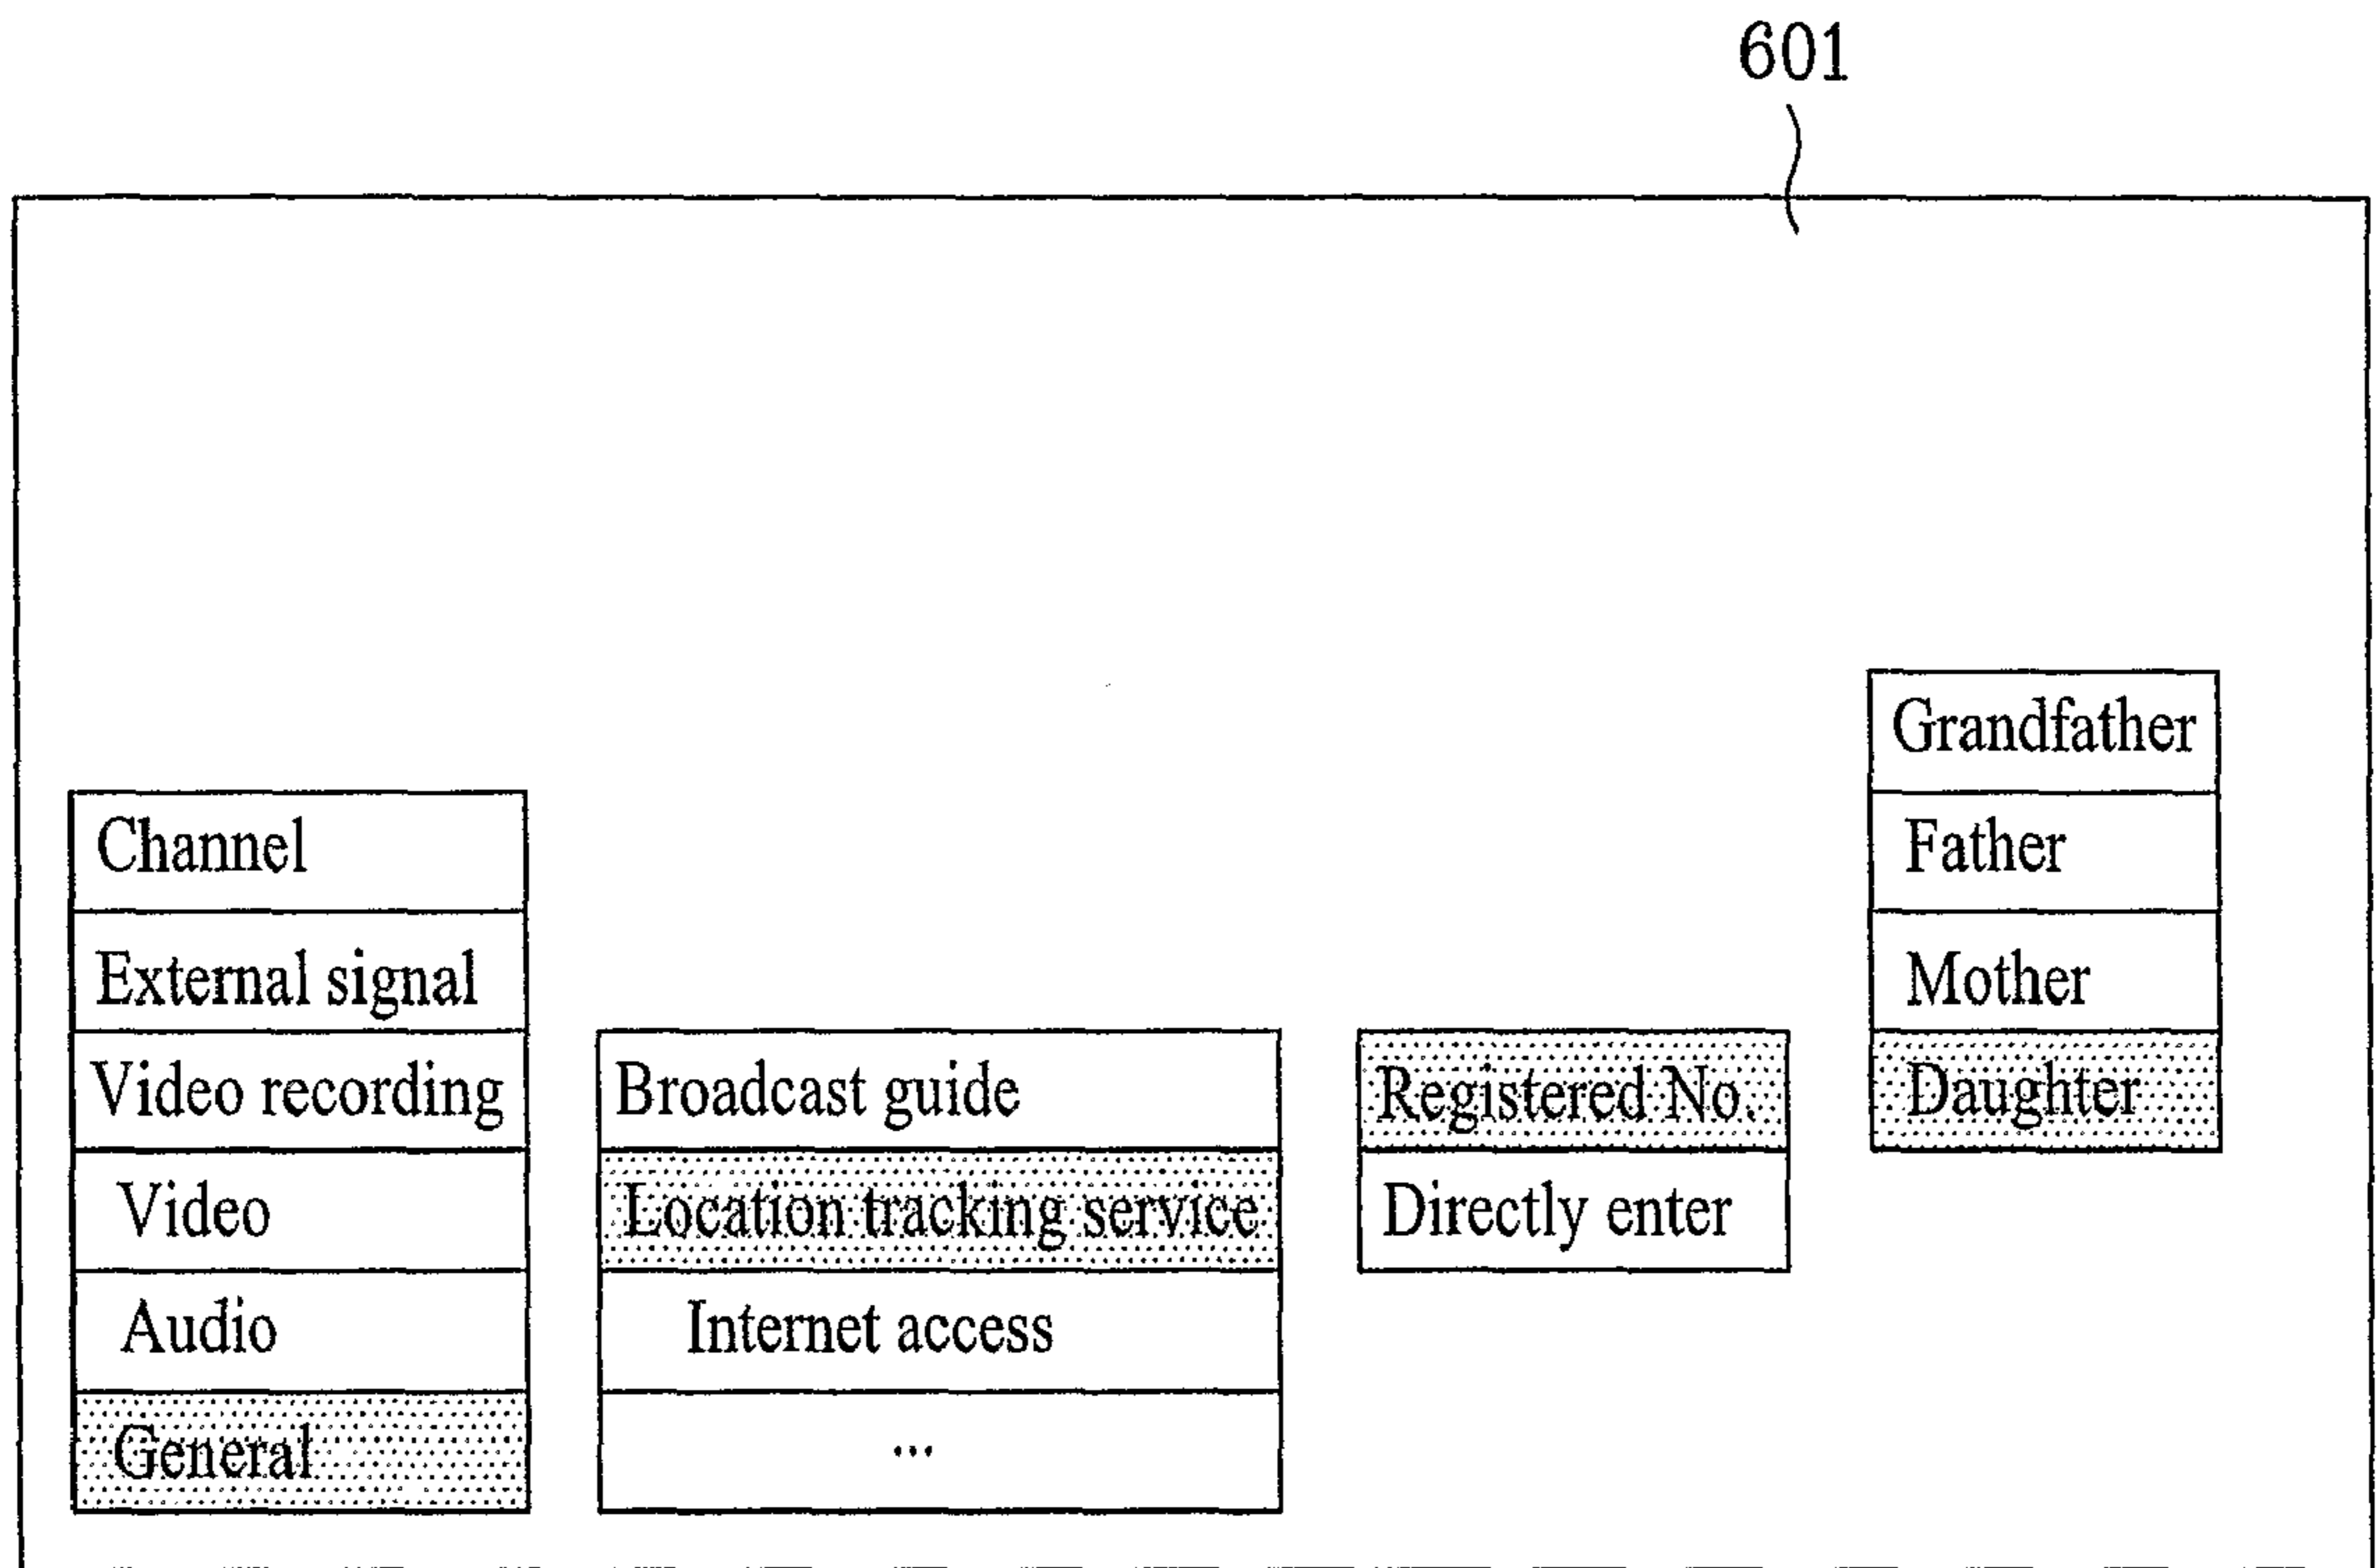 601
Channel
External signal
Video recording
Video
Audio
General
Broadcast guide
Location tracking service
Internet access
...
Registered No.
Directly enter
Grandfather
Father
Mother
Daughter